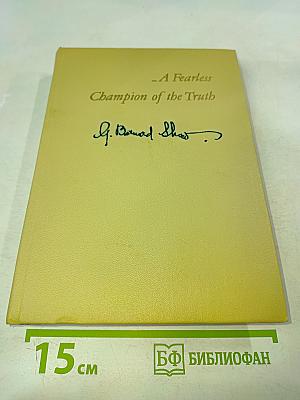 ...A Fearless
Champion of the Truth
G. Bernard Shaw
15 см
БФ БИБЛИОФАН